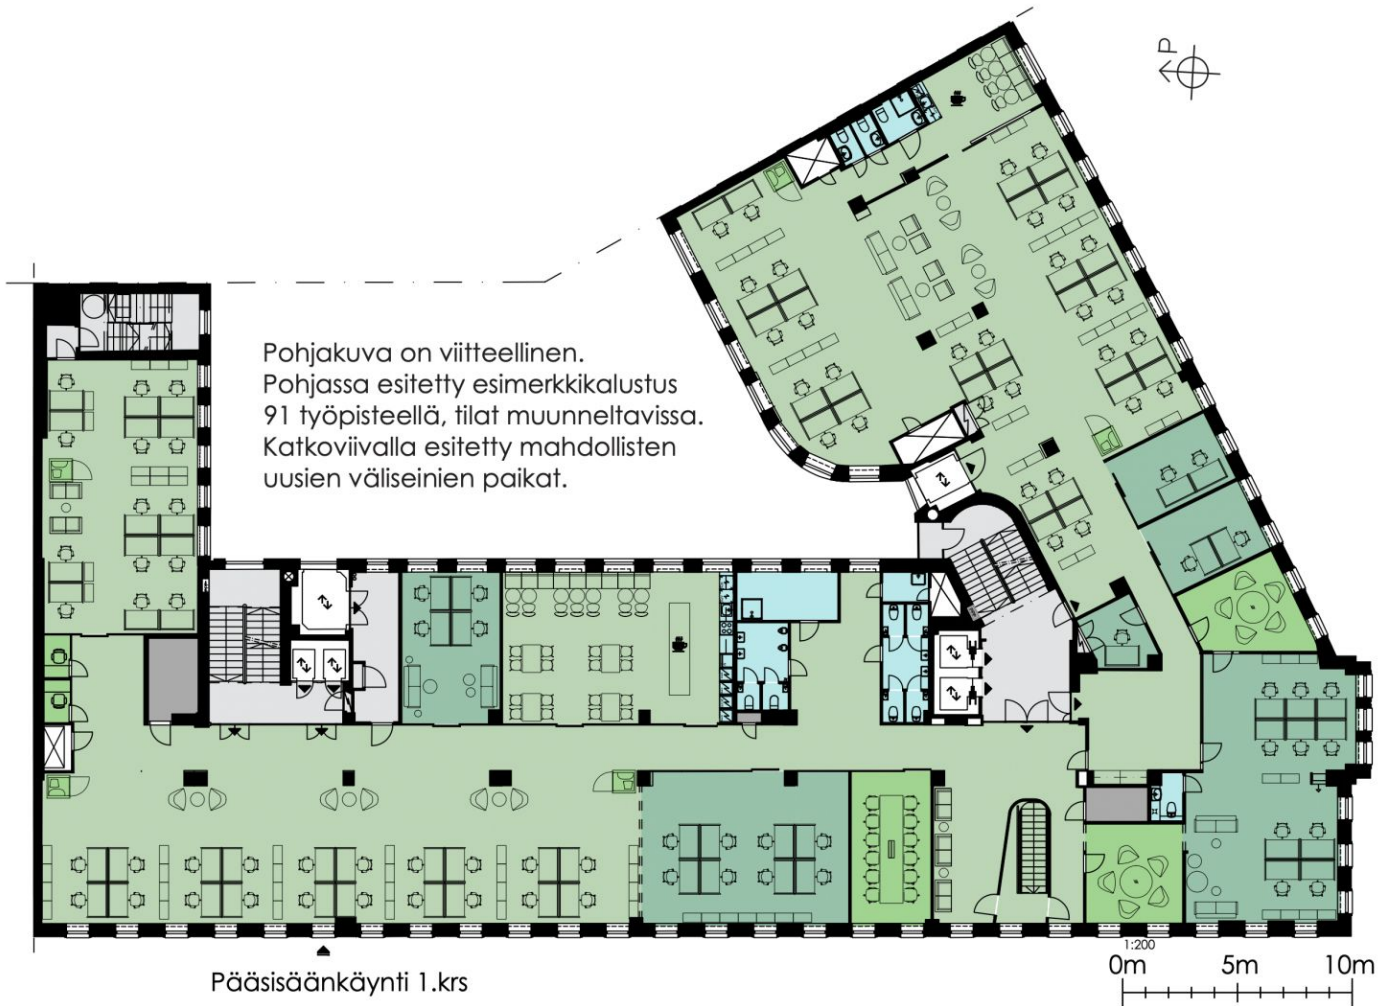 P
Pohjakuva on viitteellinen.
Pohjassa esitetty esimerkkikalustus
91 työpisteellä, tilat muunneltavissa.
Katkoviivalla esitetty mahdollisten
uusien väliseinien paikat.
Pääsisäänkäynti 1.krs
1:200
0m 5m 10m